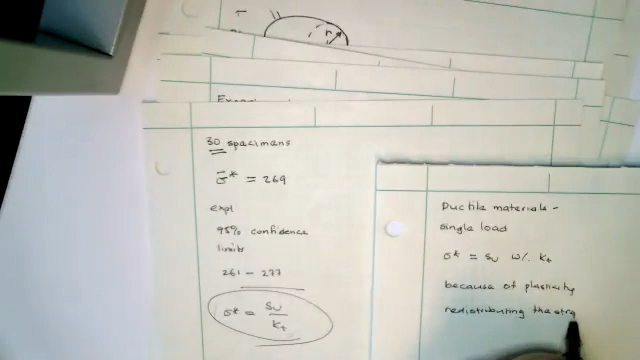 r
30 specimens
σ̄* = 269
expt
95% confidence
limits
261 - 277
σ* = Su / Kt
Ductile materials -
single load
σ* = Su w/. Kt
because of plasticity
redistributing the stre